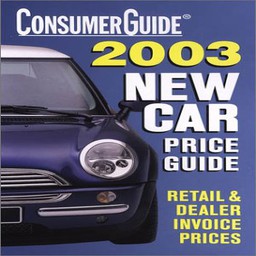 CONSUMERGUIDE®
2003
NEW
CAR
PRICE
GUIDE
RETAIL &
DEALER
INVOICE
PRICES